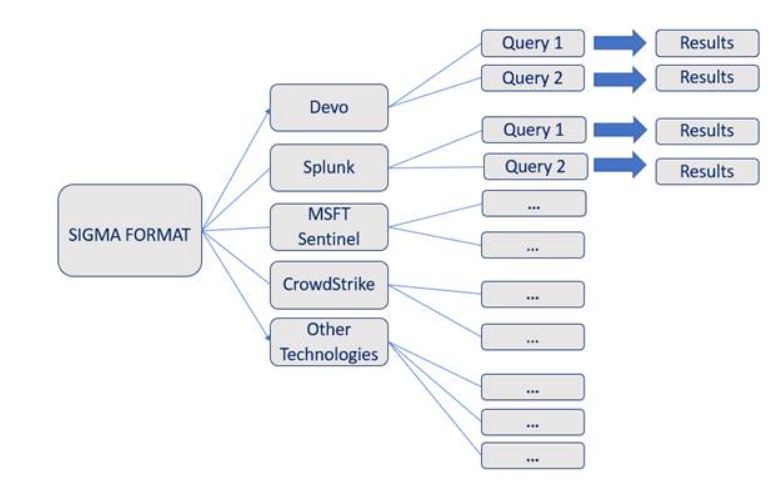 Query 1
Results
Query 2
Results
Devo
Query 1
Results
Splunk
Query 2
Results
MSFT
Sentinel
...
SIGMA FORMAT
...
CrowdStrike
...
Other
Technologies
...
...
...
...